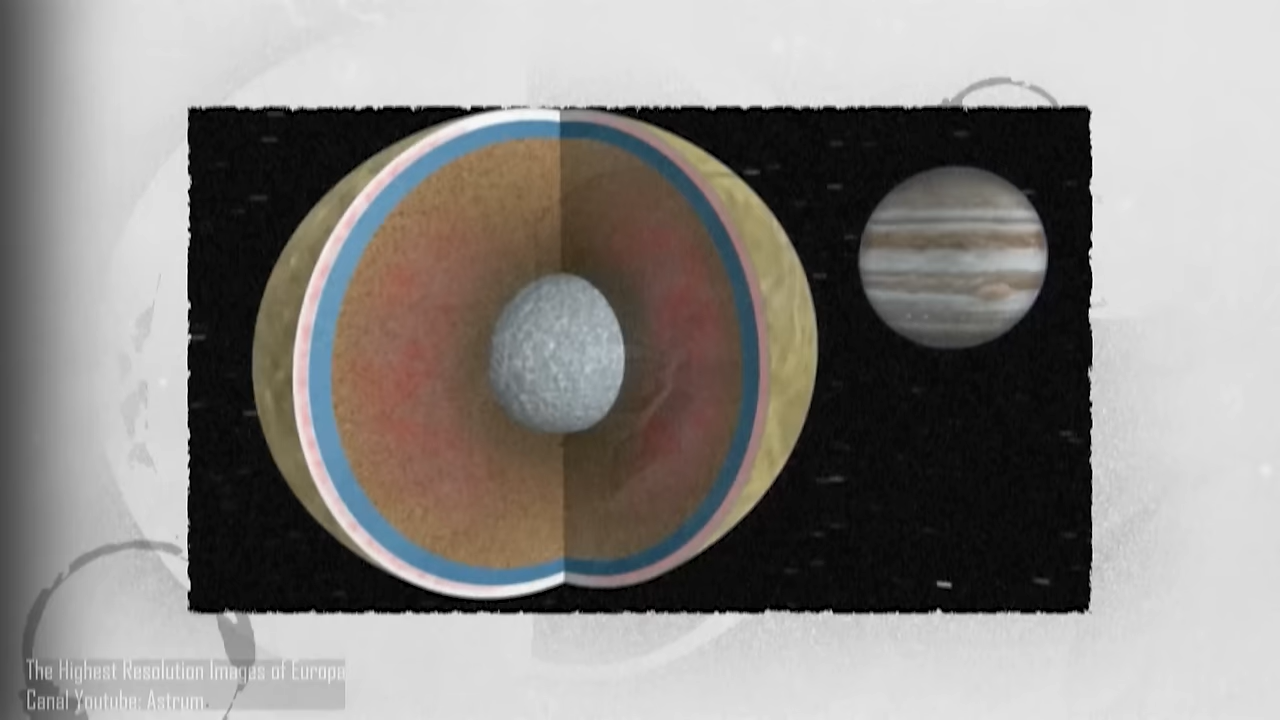 The Highest Resolution Images of Europa
Canal Youtube: Astrum.